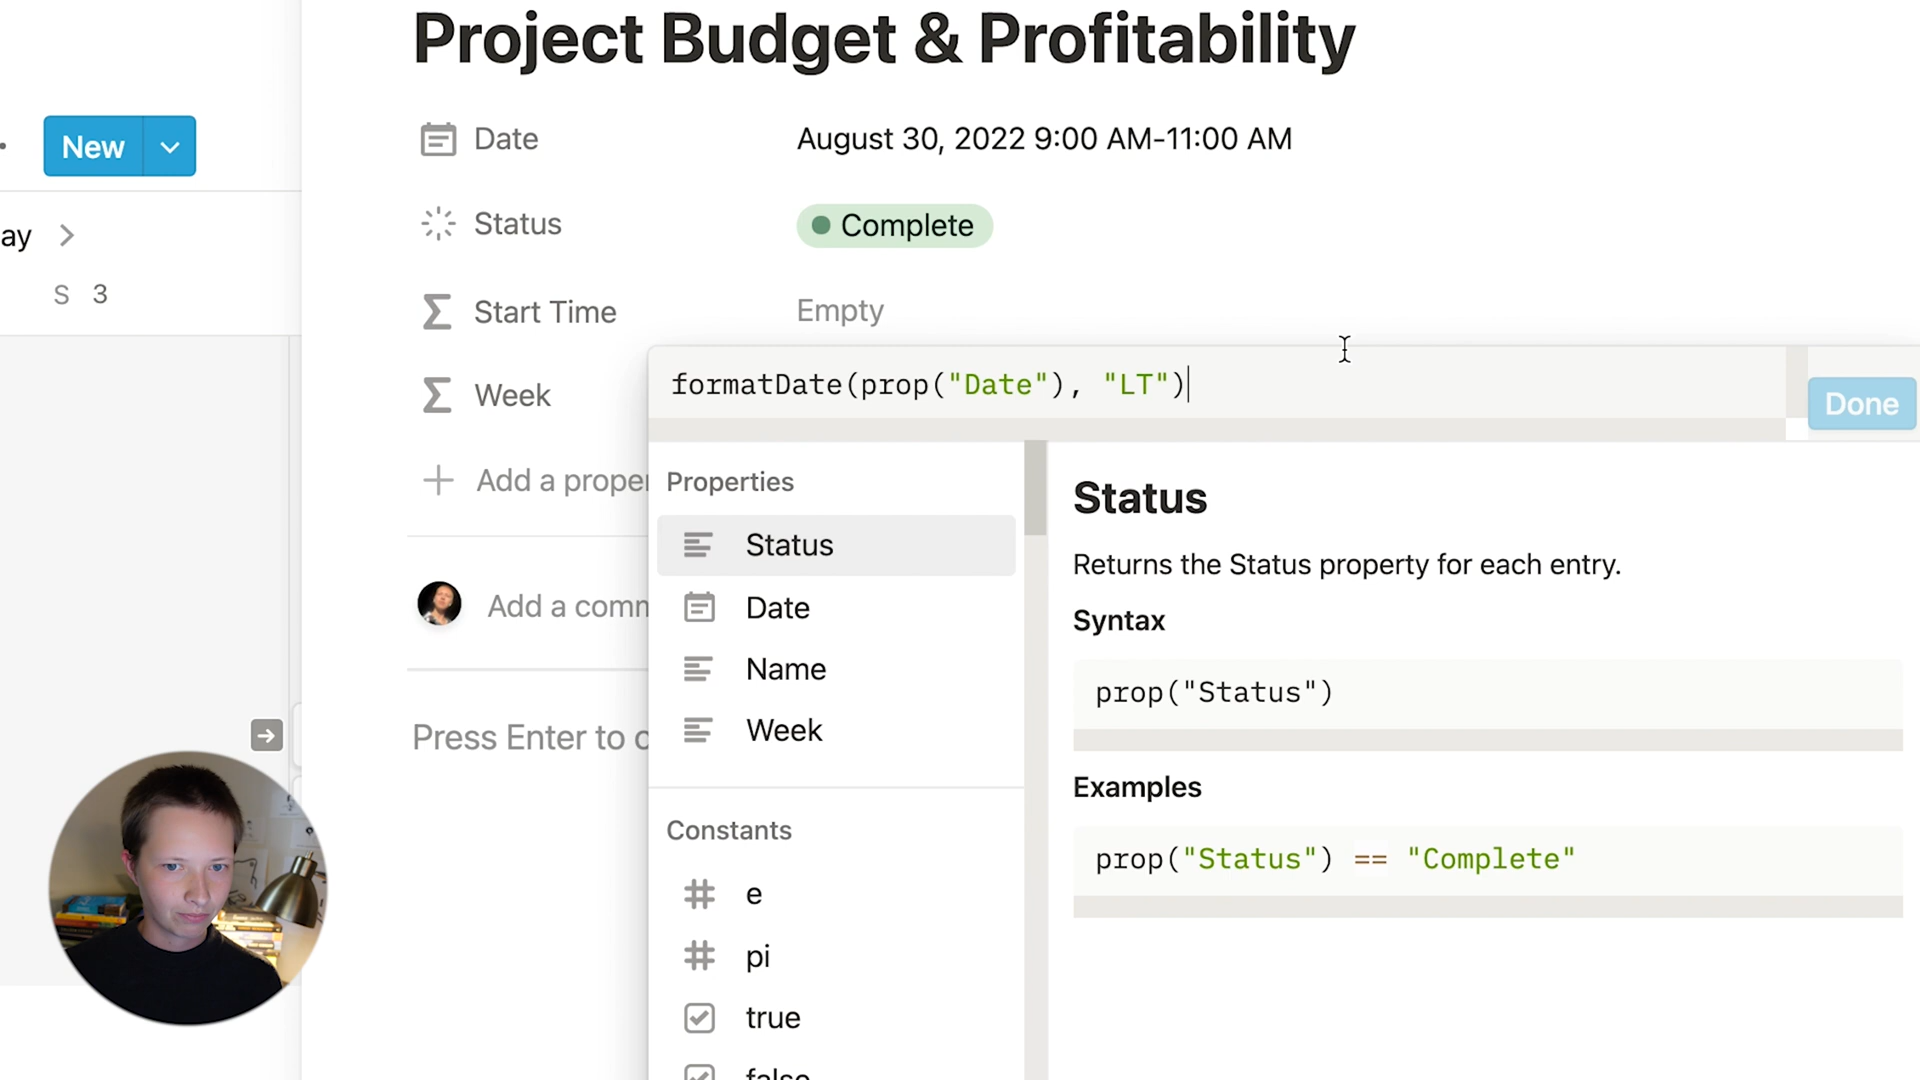 Project Budget & Profitability
New
Date
August 30, 2022 9:00 AM-11:00 AM
Status
Complete
ay
S 3
Start Time
Empty
Week
formatDate(prop("Date"), "LT")
Done
Add a proper
Properties
Status
Date
Name
Week
Constants
e
pi
true
false
Status
Returns the Status property for each entry.
Syntax
prop("Status")
Examples
prop("Status") == "Complete"
Add a comm
Press Enter to c